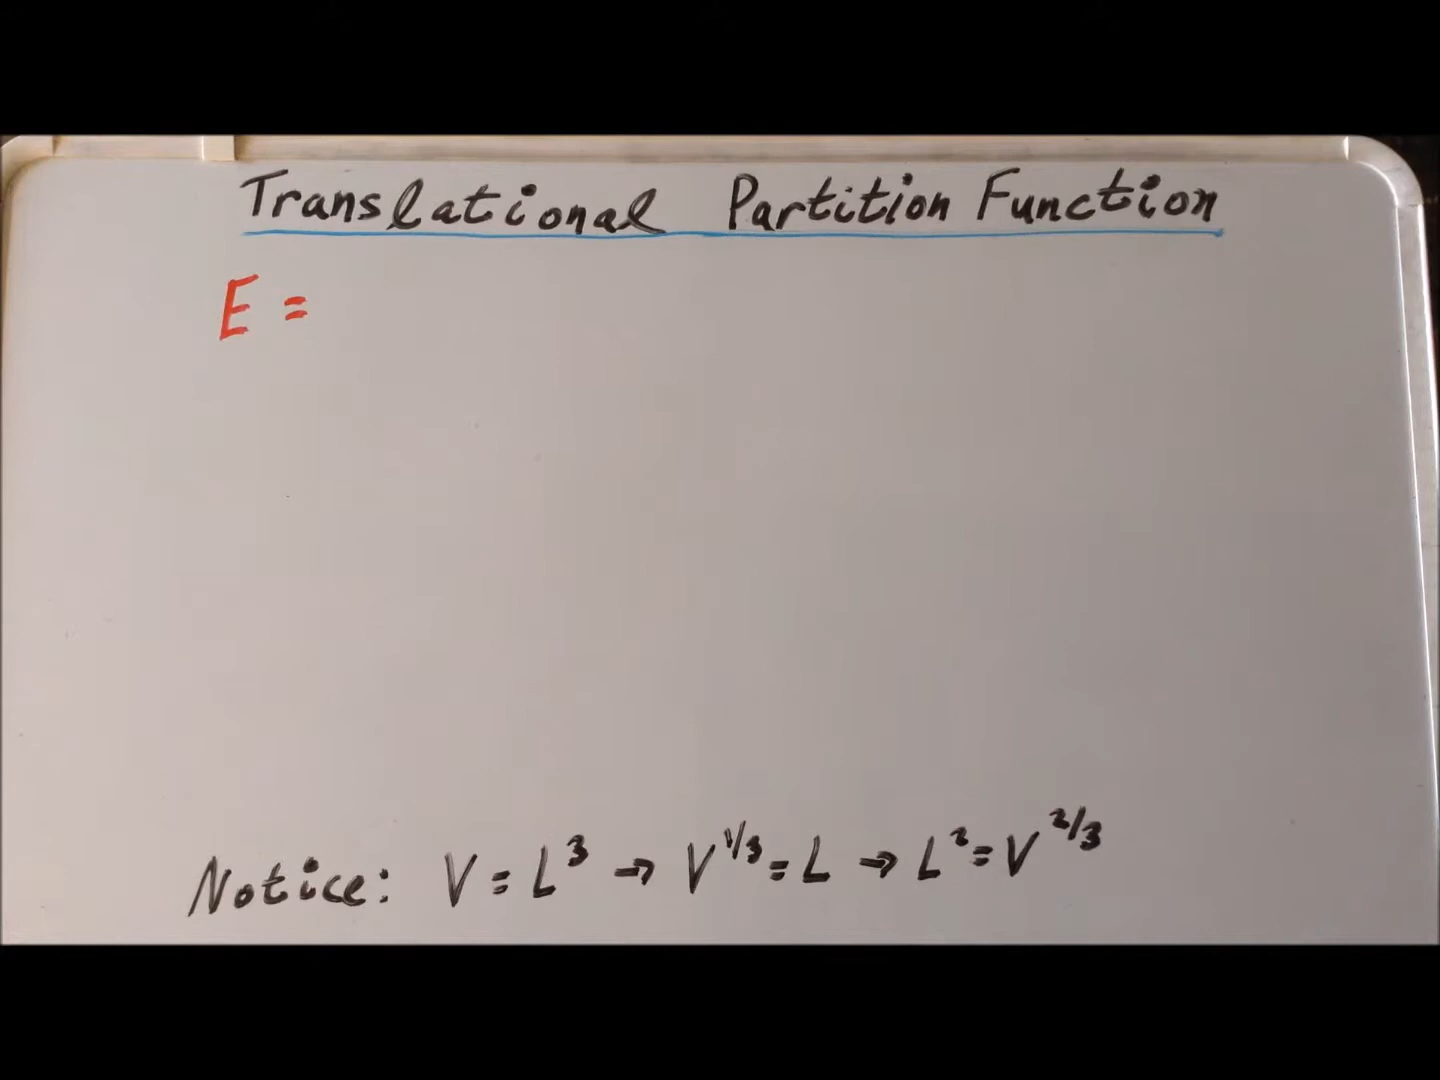 Translational Partition Function
E =
Notice: V = L³ → V^1/3 = L → L² = V^2/3